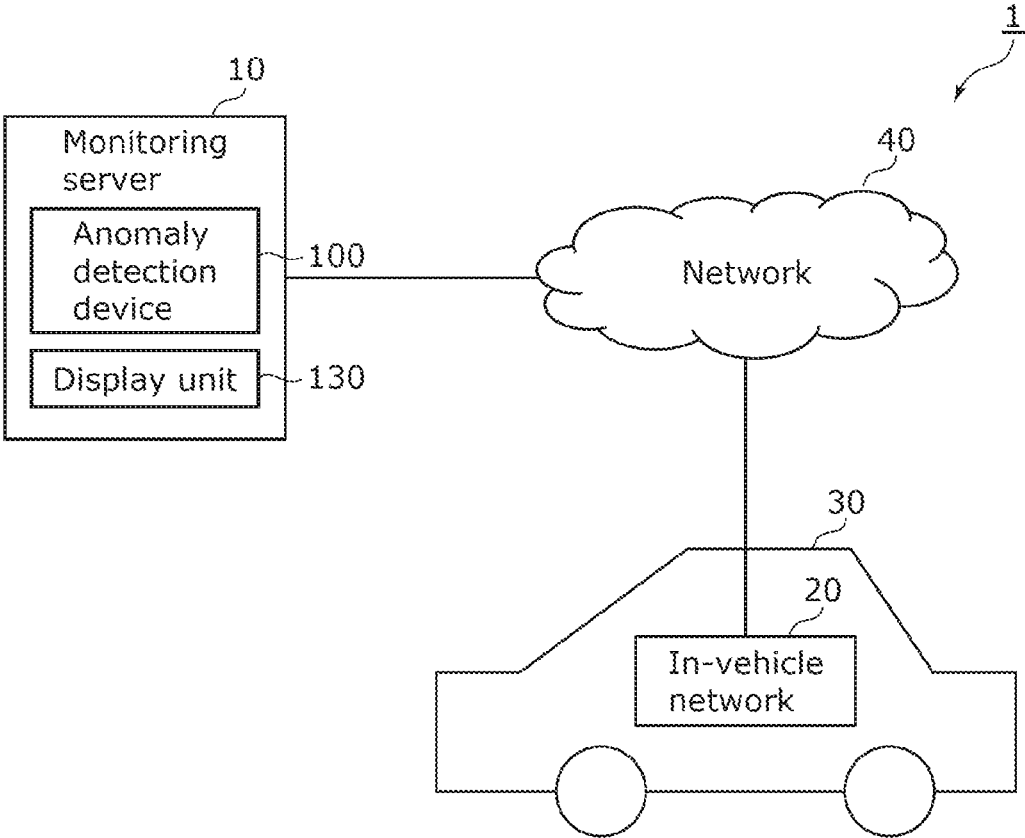 1
10
Monitoring
server
40
Anomaly
detection
device
100
Network
Display unit
130
30
20
In-vehicle
network